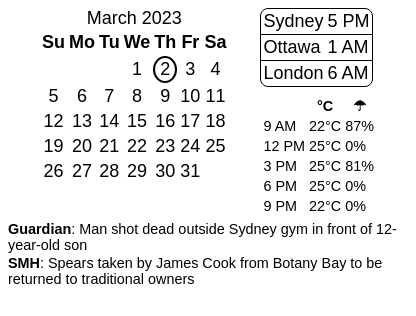 March 2023
Su Mo Tu We Th Fr Sa
1 2 3 4
5 6 7 8 9 10 11
12 13 14 15 16 17 18
19 20 21 22 23 24 25
26 27 28 29 30 31
Sydney 5 PM
Ottawa 1 AM
London 6 AM
°C ☂
9 AM 22°C 87%
12 PM 25°C 0%
3 PM 25°C 81%
6 PM 25°C 0%
9 PM 22°C 0%
Guardian: Man shot dead outside Sydney gym in front of 12-
year-old son
SMH: Spears taken by James Cook from Botany Bay to be
returned to traditional owners